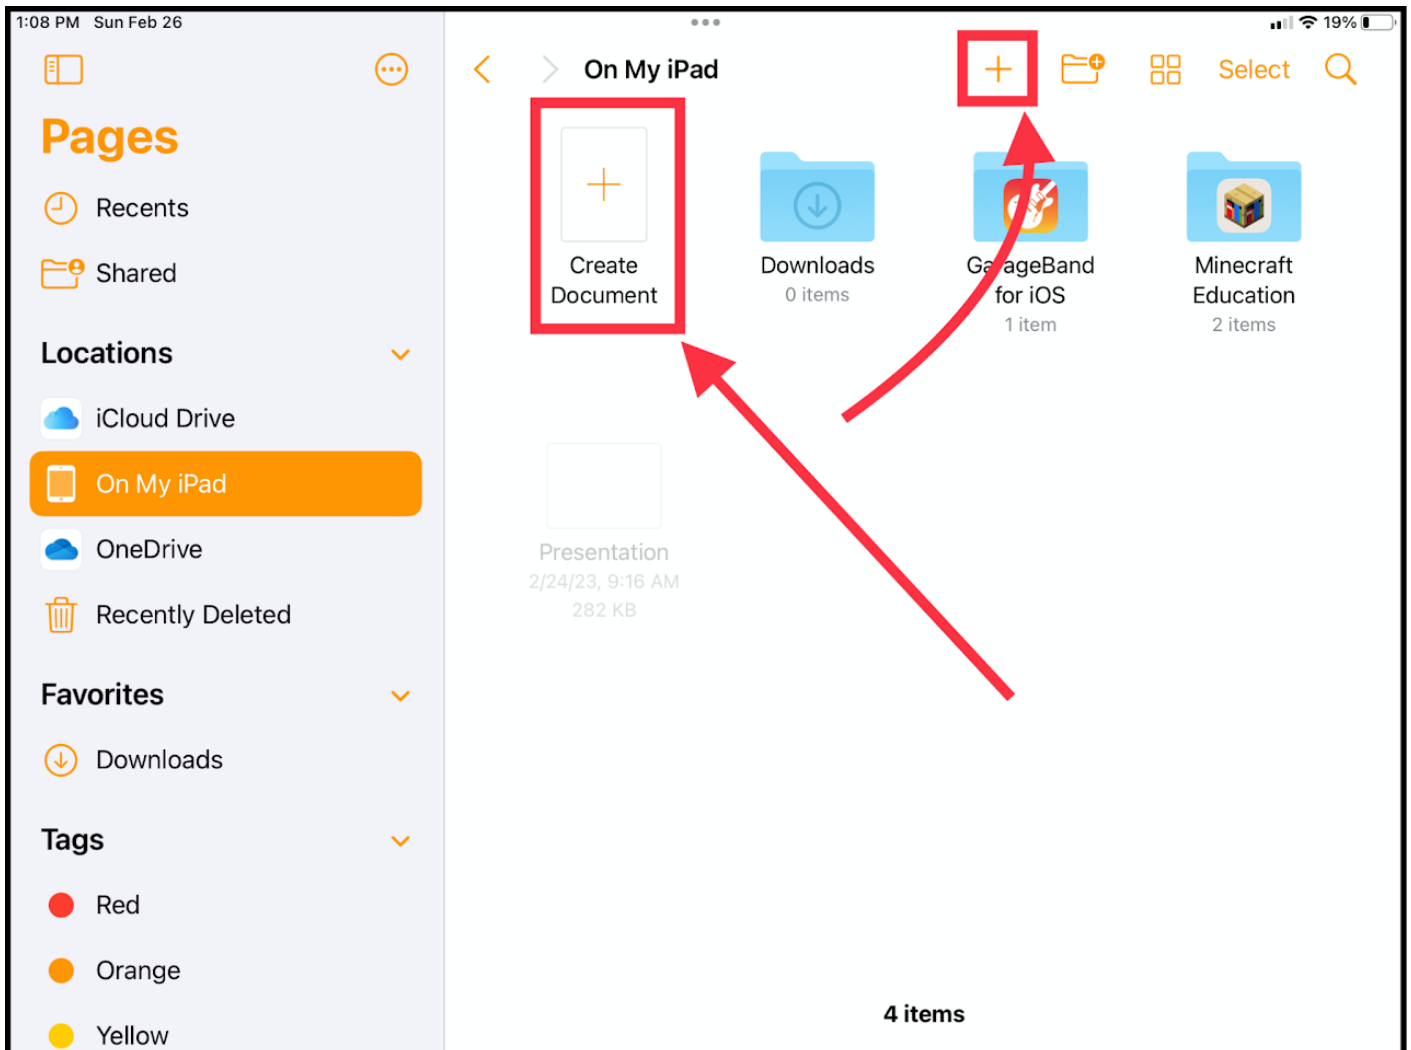 1:08 PM Sun Feb 26
19%
Pages
Recents
Shared
Locations
iCloud Drive
On My iPad
OneDrive
Recently Deleted
Favorites
Downloads
Tags
Red
Orange
Yellow
On My iPad
Select
Create
Document
Downloads
0 items
GarageBand
for iOS
1 item
Minecraft
Education
2 items
Presentation
2/24/23, 9:16 AM
282 KB
4 items